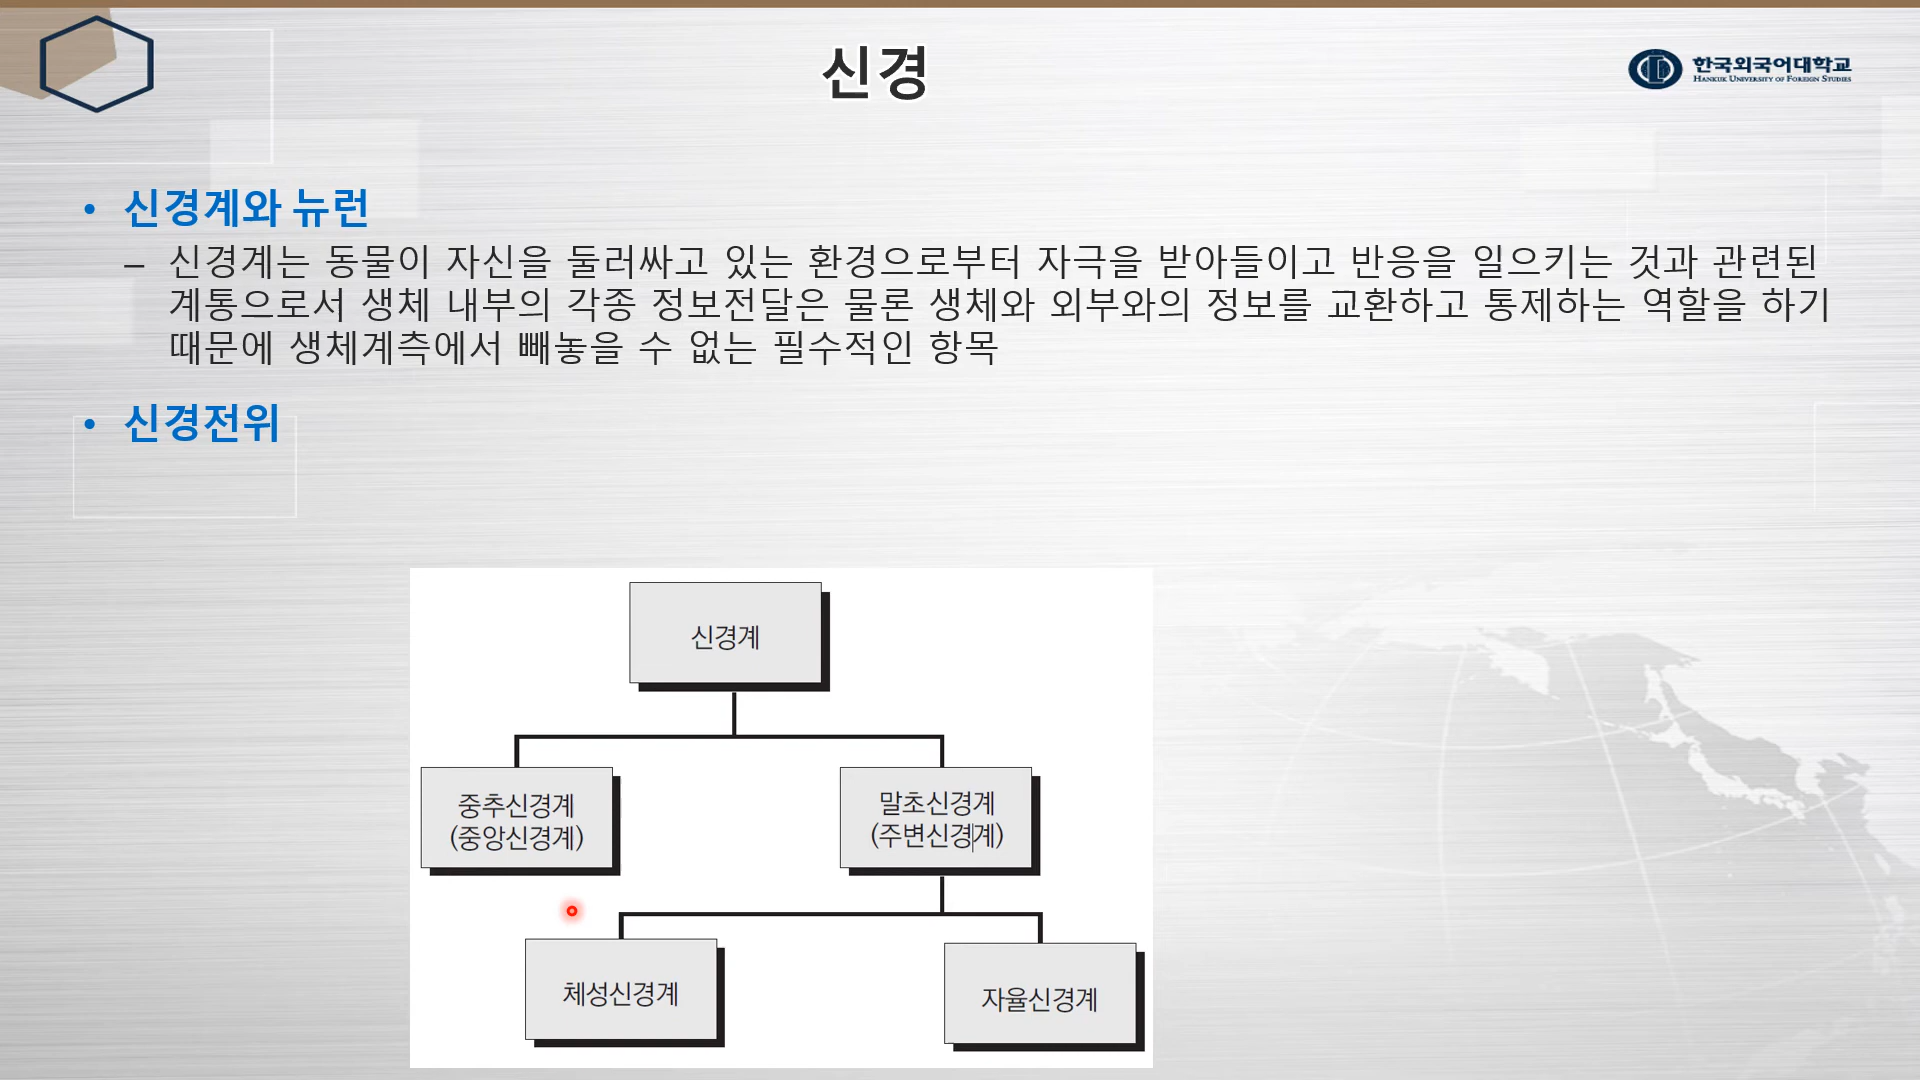 신경
한국외국어대학교
HANKUK UNIVERSITY OF FOREIGN STUDIES
• 신경계와 뉴런
– 신경계는 동물이 자신을 둘러싸고 있는 환경으로부터 자극을 받아들이고 반응을 일으키는 것과 관련된
계통으로서 생체 내부의 각종 정보전달은 물론 생체와 외부와의 정보를 교환하고 통제하는 역할을 하기
때문에 생체계측에서 빼놓을 수 없는 필수적인 항목
• 신경전위
신경계
중추신경계
(중앙신경계)
말초신경계
(주변신경계)
체성신경계
자율신경계